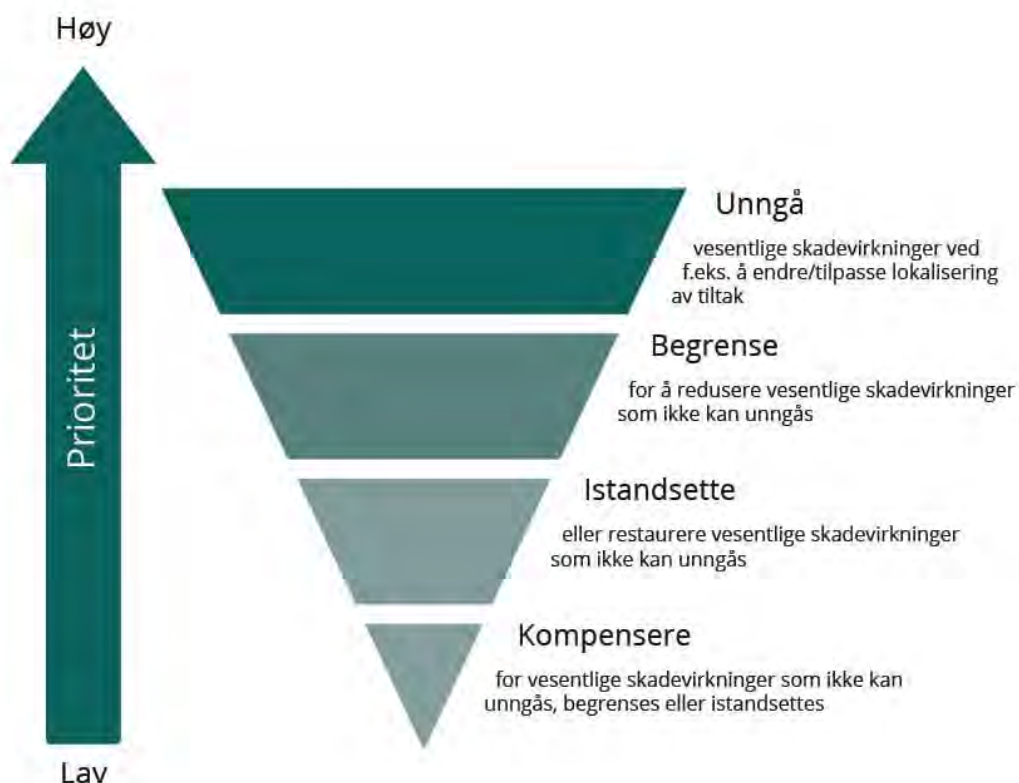 Høy
Prioritet
Unngå
vesentlige skadevirkninger ved
f.eks. å endre/tilpasse lokalisering
av tiltak
Begrense
for å redusere vesentlige skadevirkninger
som ikke kan unngås
Istandsette
eller restaurere vesentlige skadevirkninger
som ikke kan unngås
Kompensere
for vesentlige skadevirkninger som ikke kan
unngås, begrenses eller istandsettes
Lav